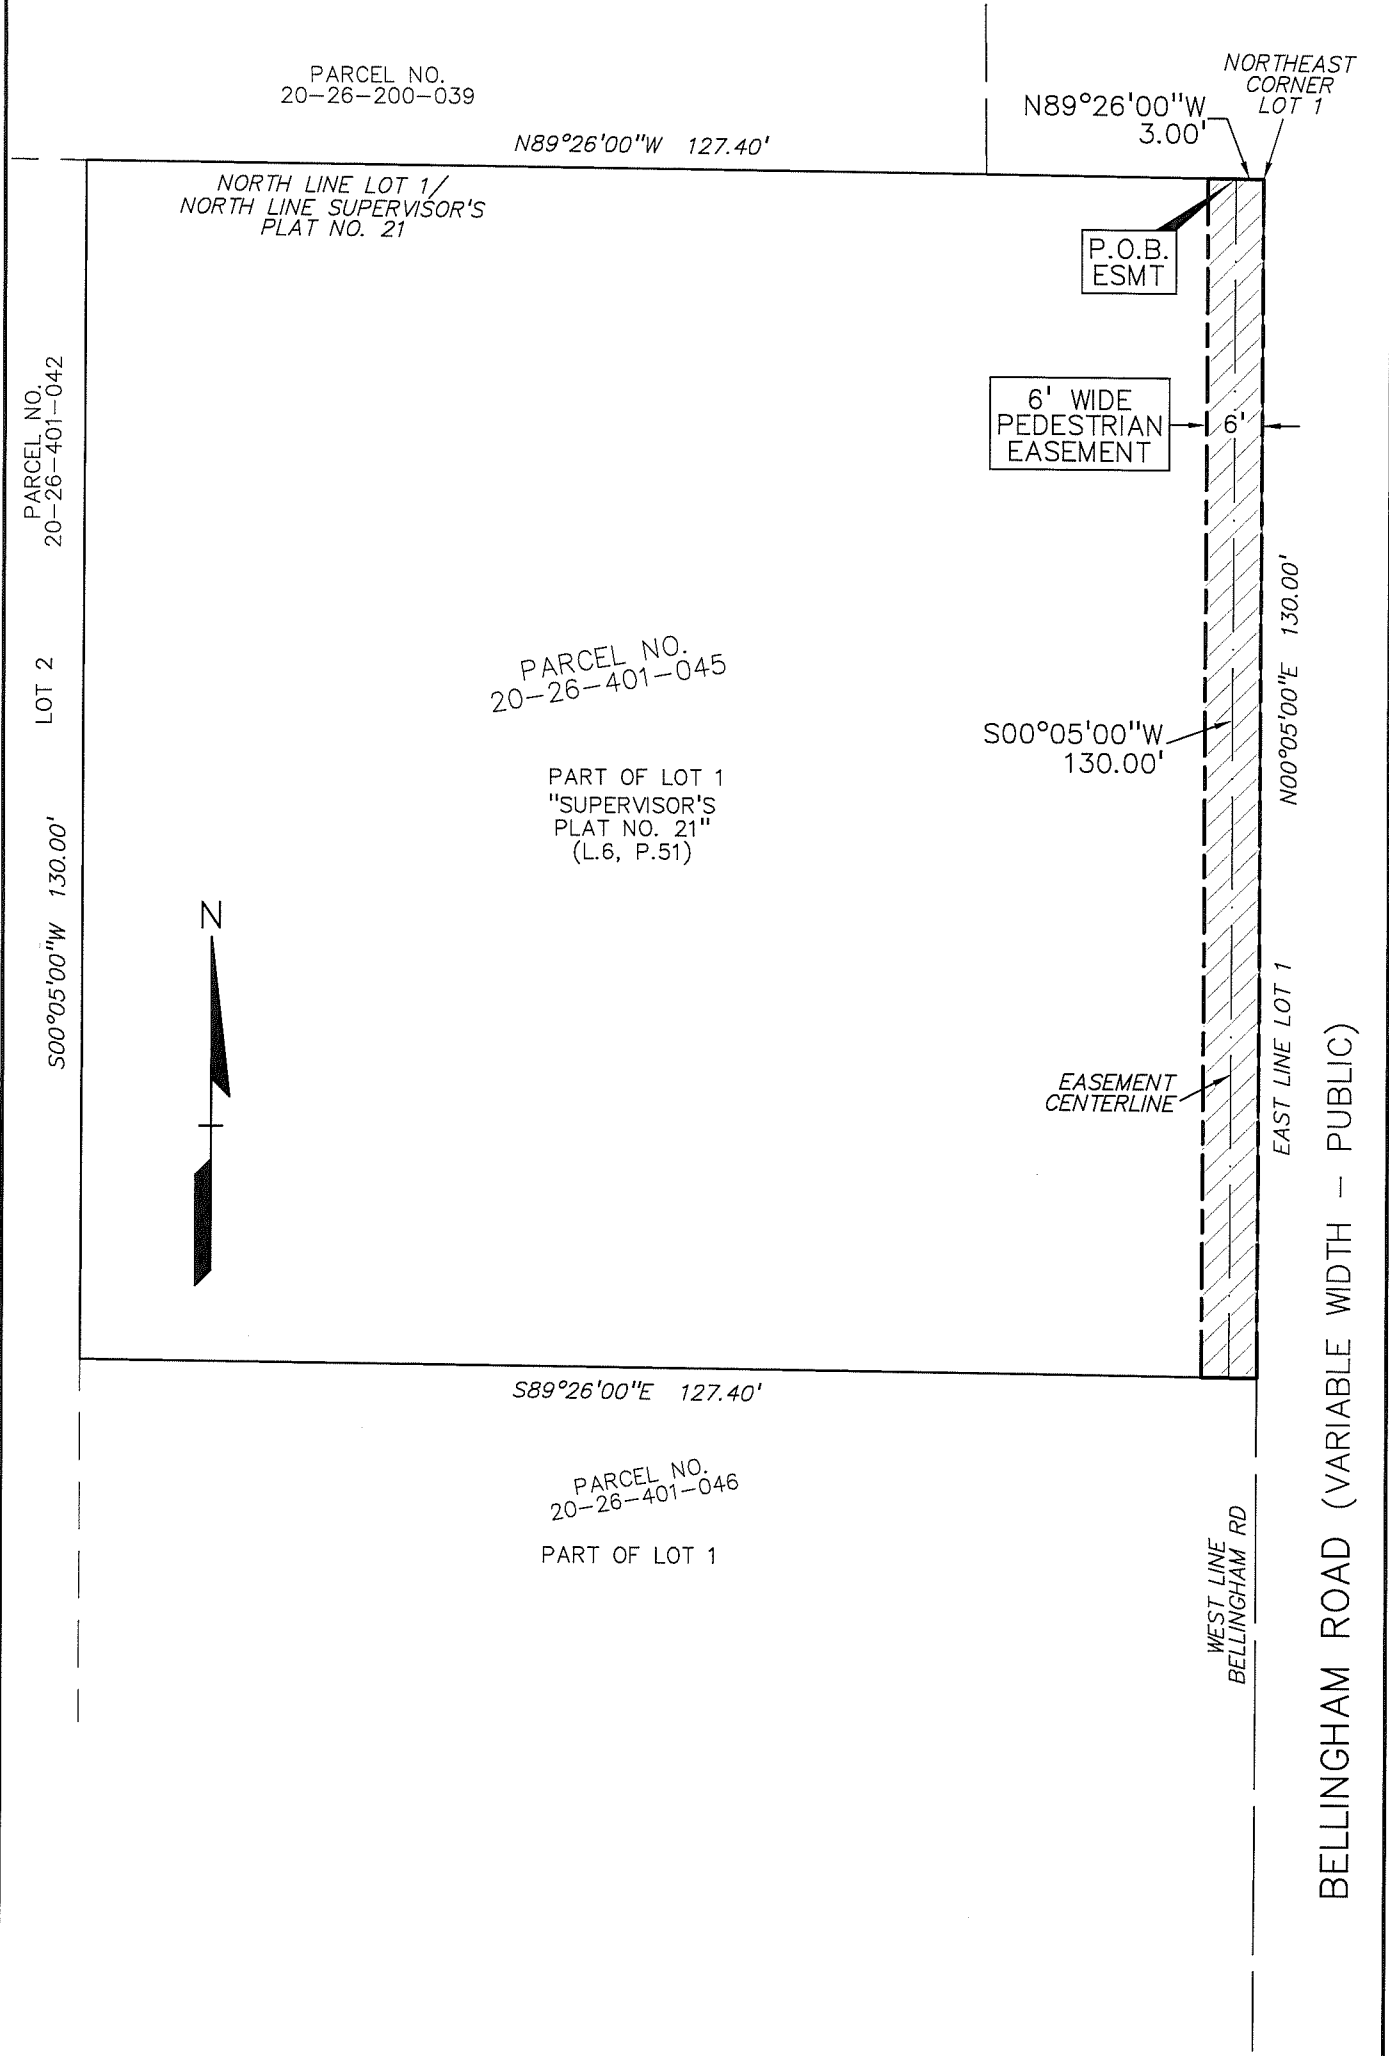 PARCEL NO.
20-26-200-039
NORTHEAST
CORNER
LOT 1
N89°26'00"W
3.00'
N89°26'00"W 127.40'
NORTH LINE LOT 1/
NORTH LINE SUPERVISOR'S
PLAT NO. 21
P.O.B.
ESMT
PARCEL NO.
20-26-401-042
LOT 2
S00°05'00"W 130.00'
6' WIDE
PEDESTRIAN
EASEMENT
6'
N00°05'00"E 130.00'
PARCEL NO.
20-26-401-045
S00°05'00"W
130.00'
PART OF LOT 1
"SUPERVISOR'S
PLAT NO. 21"
(L.6, P.51)
N
EASEMENT
CENTERLINE
EAST LINE LOT 1
S89°26'00"E 127.40'
PARCEL NO.
20-26-401-046
PART OF LOT 1
WEST LINE
BELLINGHAM RD
BELLINGHAM ROAD (VARIABLE WIDTH - PUBLIC)